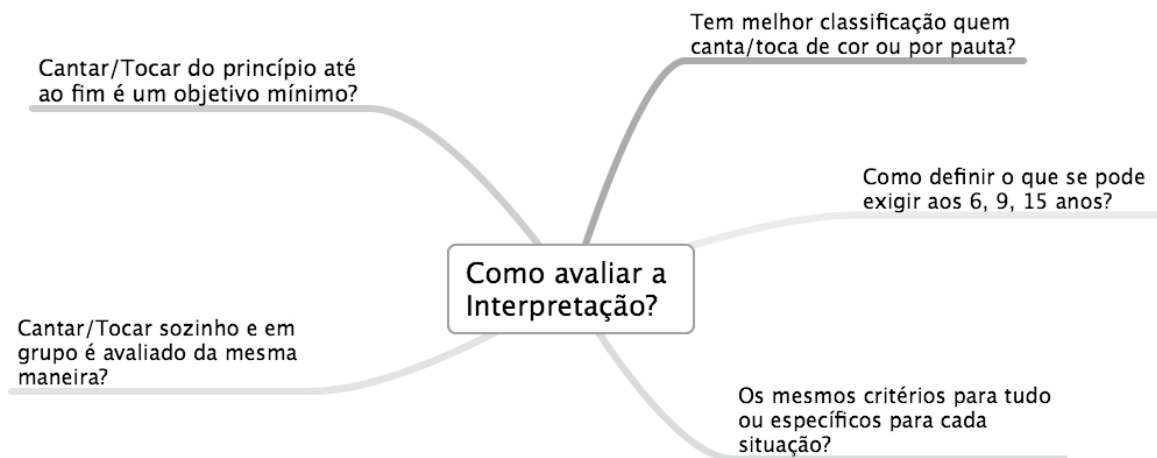 Tem melhor classificação quem
canta/toca de cor ou por pauta?
Cantar/Tocar do princípio até
ao fim é um objetivo mínimo?
Como definir o que se pode
exigir aos 6, 9, 15 anos?
Como avaliar a
Interpretação?
Cantar/Tocar sozinho e em
grupo é avaliado da mesma
maneira?
Os mesmos critérios para tudo
ou específicos para cada
situação?